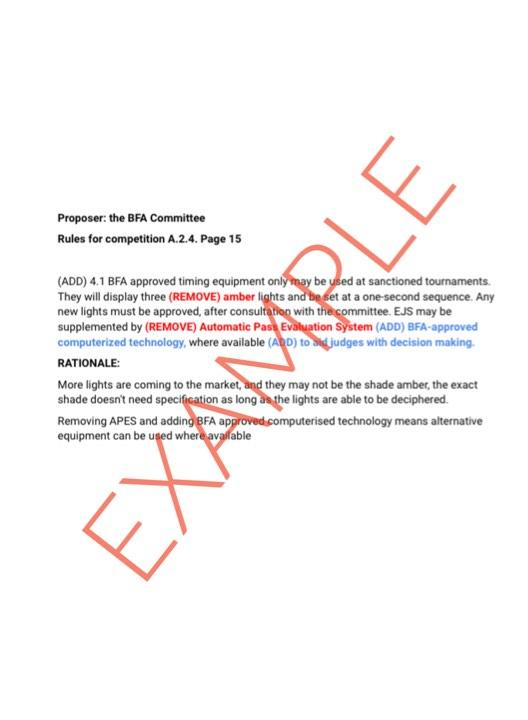 Proposer: the BFA Committee
Rules for competition A.2.4. Page 15
(ADD) 4.1 BFA approved timing equipment only may be used at sanctioned tournaments.
They will display three (REMOVE) amber lights and be set at a one-second sequence. Any
new lights must be approved, after consultation with the committee. EJS may be
supplemented by (REMOVE) Automatic Pass Evaluation System (ADD) BFA-approved
computerized technology, where available (ADD) to aid judges with decision making.
RATIONALE:
More lights are coming to the market, and they may not be the shade amber, the exact
shade doesn't need specification as long as the lights are able to be deciphered.
Removing APES and adding BFA approved computerised technology means alternative
equipment can be used where available
EXAMPLE